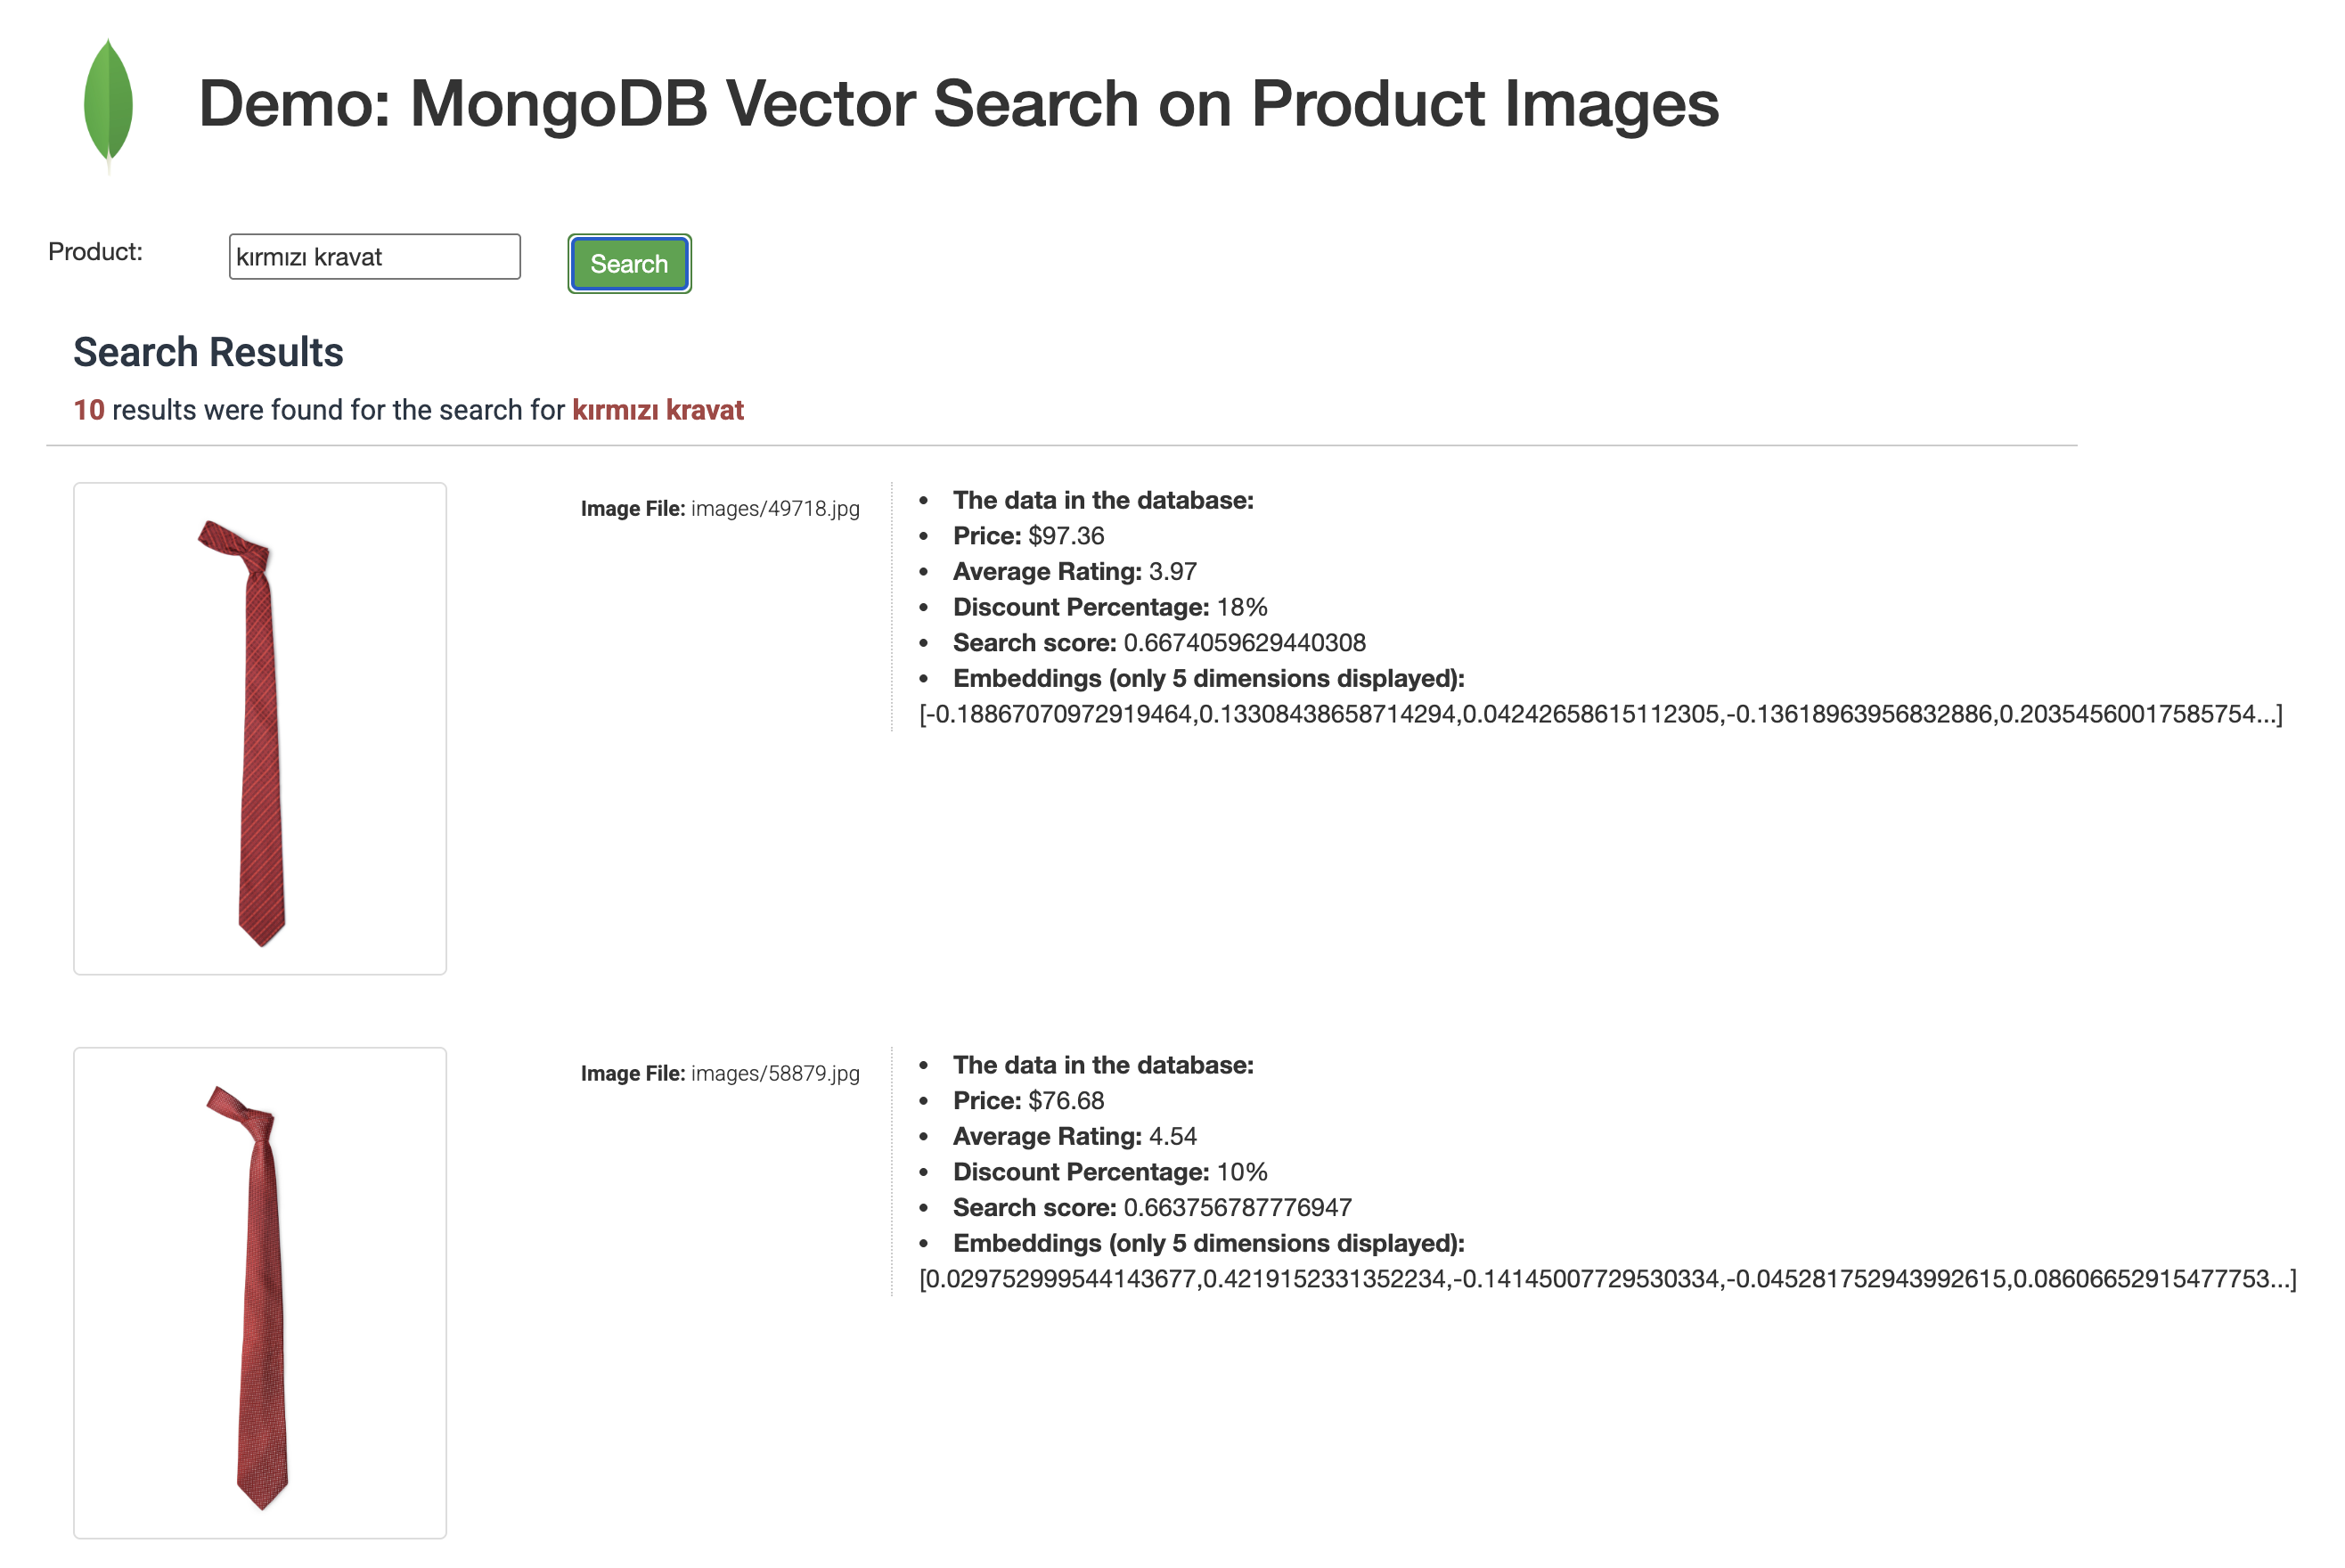 Demo: MongoDB Vector Search on Product Images
Product:
kırmızı kravat
Search
Search Results
10 results were found for the search for kırmızı kravat
Image File: images/49718.jpg
• The data in the database:
• Price: $97.36
• Average Rating: 3.97
• Discount Percentage: 18%
• Search score: 0.6674059629440308
• Embeddings (only 5 dimensions displayed):
[-0.18867070972919464,0.13308438658714294,0.04242658615112305,-0.13618963956832886,0.20354560017585754...]
Image File: images/58879.jpg
• The data in the database:
• Price: $76.68
• Average Rating: 4.54
• Discount Percentage: 10%
• Search score: 0.663756787776947
• Embeddings (only 5 dimensions displayed):
[0.029752999544143677,0.4219152331352234,-0.14145007729530334,-0.045281752943992615,0.08606652915477753...]